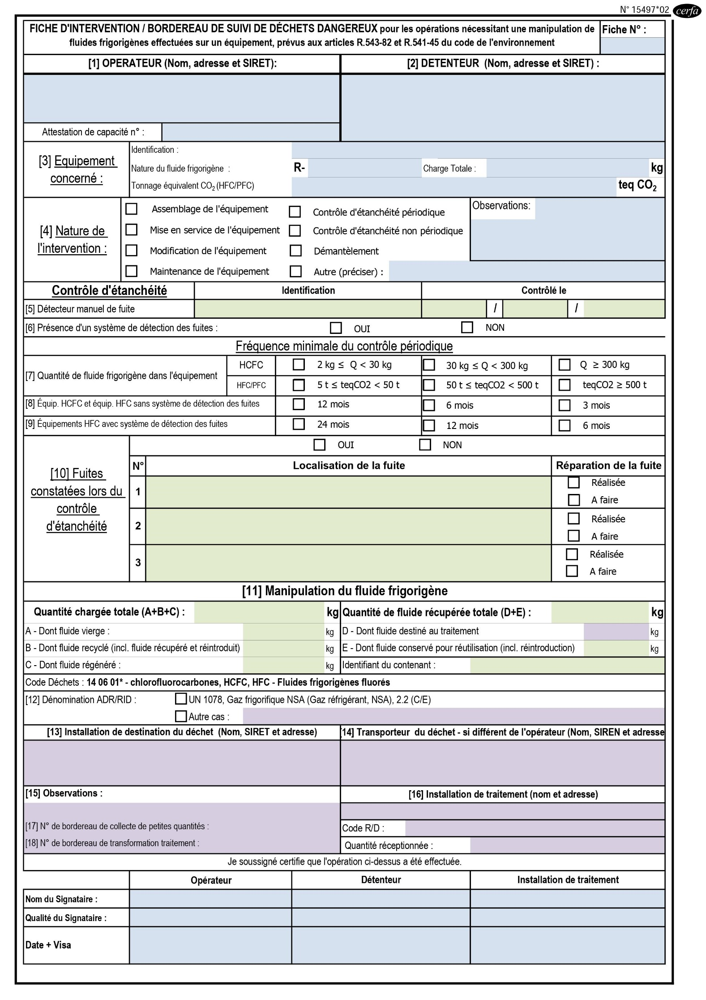 N° 15497*02 cerfa
FICHE D'INTERVENTION / BORDEREAU DE SUIVI DE DÉCHETS DANGEREUX pour les opérations nécessitant une manipulation de
fluides frigorigènes effectuées sur un équipement, prévus aux articles R.543-82 et R.541-45 du code de l'environnement
Fiche N° :
[1] OPERATEUR (Nom, adresse et SIRET):
[2] DETENTEUR (Nom, adresse et SIRET) :
Attestation de capacité n° :
[3] Equipement
concerné :
Identification :
Nature du fluide frigorigène : R- Charge Totale : kg
Tonnage équivalent CO2 (HFC/PFC) teq CO2
[4] Nature de
l'intervention :
Assemblage de l'équipement
Contrôle d'étanchéité périodique
Observations:
Mise en service de l'équipement
Contrôle d'étanchéité non périodique
Modification de l'équipement
Démantèlement
Maintenance de l'équipement
Autre (préciser) :
Contrôle d'étanchéité Identification Contrôlé le
[5] Détecteur manuel de fuite / /
[6] Présence d'un système de détection des fuites : OUI NON
Fréquence minimale du contrôle périodique
[7] Quantité de fluide frigorigène dans l'équipement
HCFC 2 kg ≤ Q < 30 kg 30 kg ≤ Q < 300 kg Q ≥ 300 kg
HFC/PFC 5 t ≤ teqCO2 < 50 t 50 t ≤ teqCO2 < 500 t teqCO2 ≥ 500 t
[8] Équip. HCFC et équip. HFC sans système de détection des fuites 12 mois 6 mois 3 mois
[9] Équipements HFC avec système de détection des fuites 24 mois 12 mois 6 mois
[10] Fuites
constatées lors du
contrôle
d'étanchéité
OUI NON
N° Localisation de la fuite Réparation de la fuite
1
Réalisée
A faire
2
Réalisée
A faire
3
Réalisée
A faire
[11] Manipulation du fluide frigorigène
Quantité chargée totale (A+B+C) : kg Quantité de fluide récupérée totale (D+E) : kg
A - Dont fluide vierge : kg D - Dont fluide destiné au traitement kg
B - Dont fluide recyclé (incl. fluide récupéré et réintroduit) kg E - Dont fluide conservé pour réutilisation (incl. réintroduction) kg
C - Dont fluide régénéré : kg Identifiant du contenant :
Code Déchets : 14 06 01* - chlorofluorocarbones, HCFC, HFC - Fluides frigorigènes fluorés
[12] Dénomination ADR/RID : UN 1078, Gaz frigorifique NSA (Gaz réfrigérant, NSA), 2.2 (C/E)
Autre cas :
[13] Installation de destination du déchet (Nom, SIRET et adresse)
[14] Transporteur du déchet - si différent de l'opérateur (Nom, SIREN et adresse
[15] Observations :
[16] Installation de traitement (nom et adresse)
[17] N° de bordereau de collecte de petites quantités :
Code R/D :
[18] N° de bordereau de transformation traitement :
Quantité réceptionnée :
Je soussigné certifie que l'opération ci-dessus a été effectuée.
Opérateur Détenteur Installation de traitement
Nom du Signataire :
Qualité du Signataire :
Date + Visa